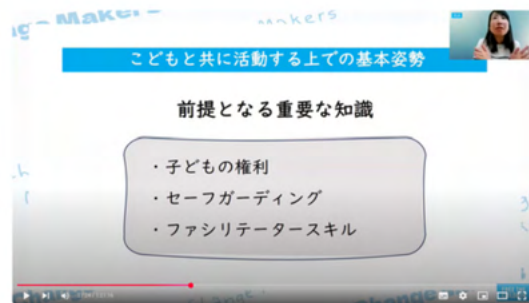 Makers
Makers
こどもと共に活動する上での基本姿勢
前提となる重要な知識
・子どもの権利
・セーフガーディング
・ファシリテータースキル